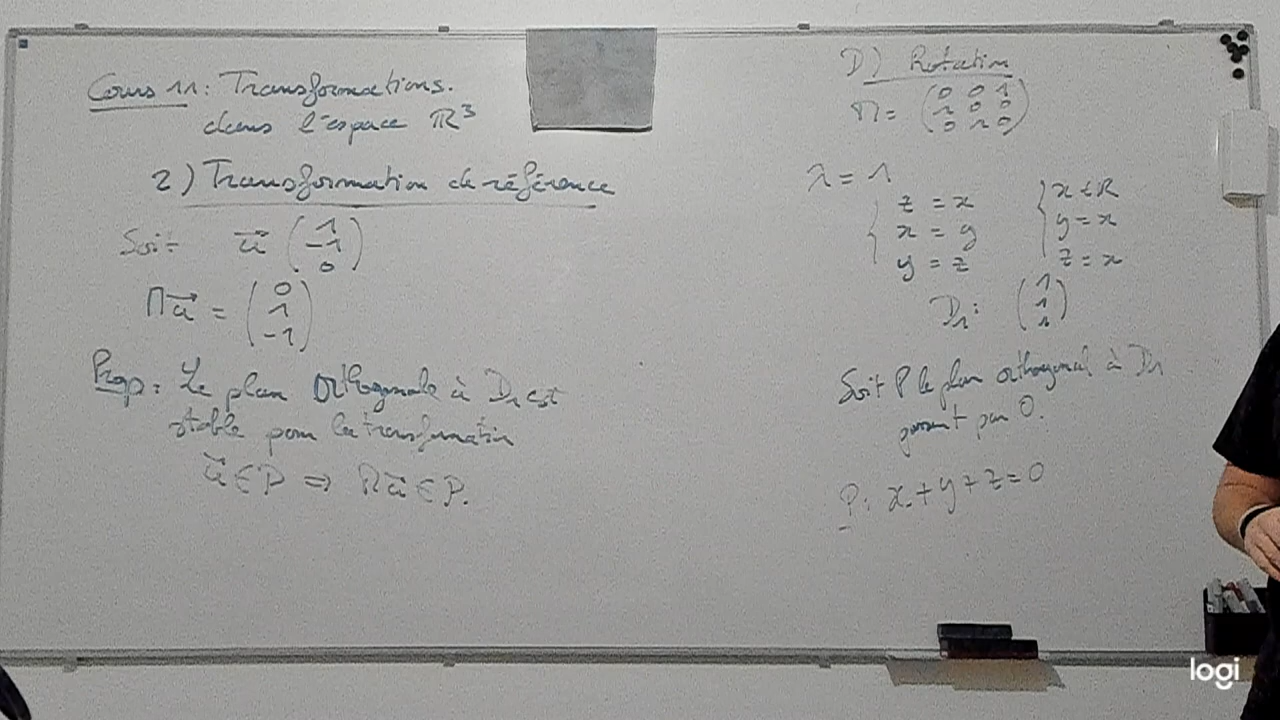 Cours 11 : Transformations.
dans l'espace ℝ³
2) Transformation de référence
Soit u⃗ (1 -1 0)
Mu⃗ = (0 1 -1)
Prop : Le plan Orthogonale à D₁ est
stable pour la transformation
u⃗ ∈ P ⇒ Mu⃗ ∈ P.
D) Rotation
M = (0 0 1
1 0 0
0 1 0)
λ = 1
{ z = x { x ∈ ℝ
x = y y = x
y = z z = x
D₁ : (1 1 1)
Soit P le plan orthogonal à D₁
passant par O.
P : x + y + z = 0
logi